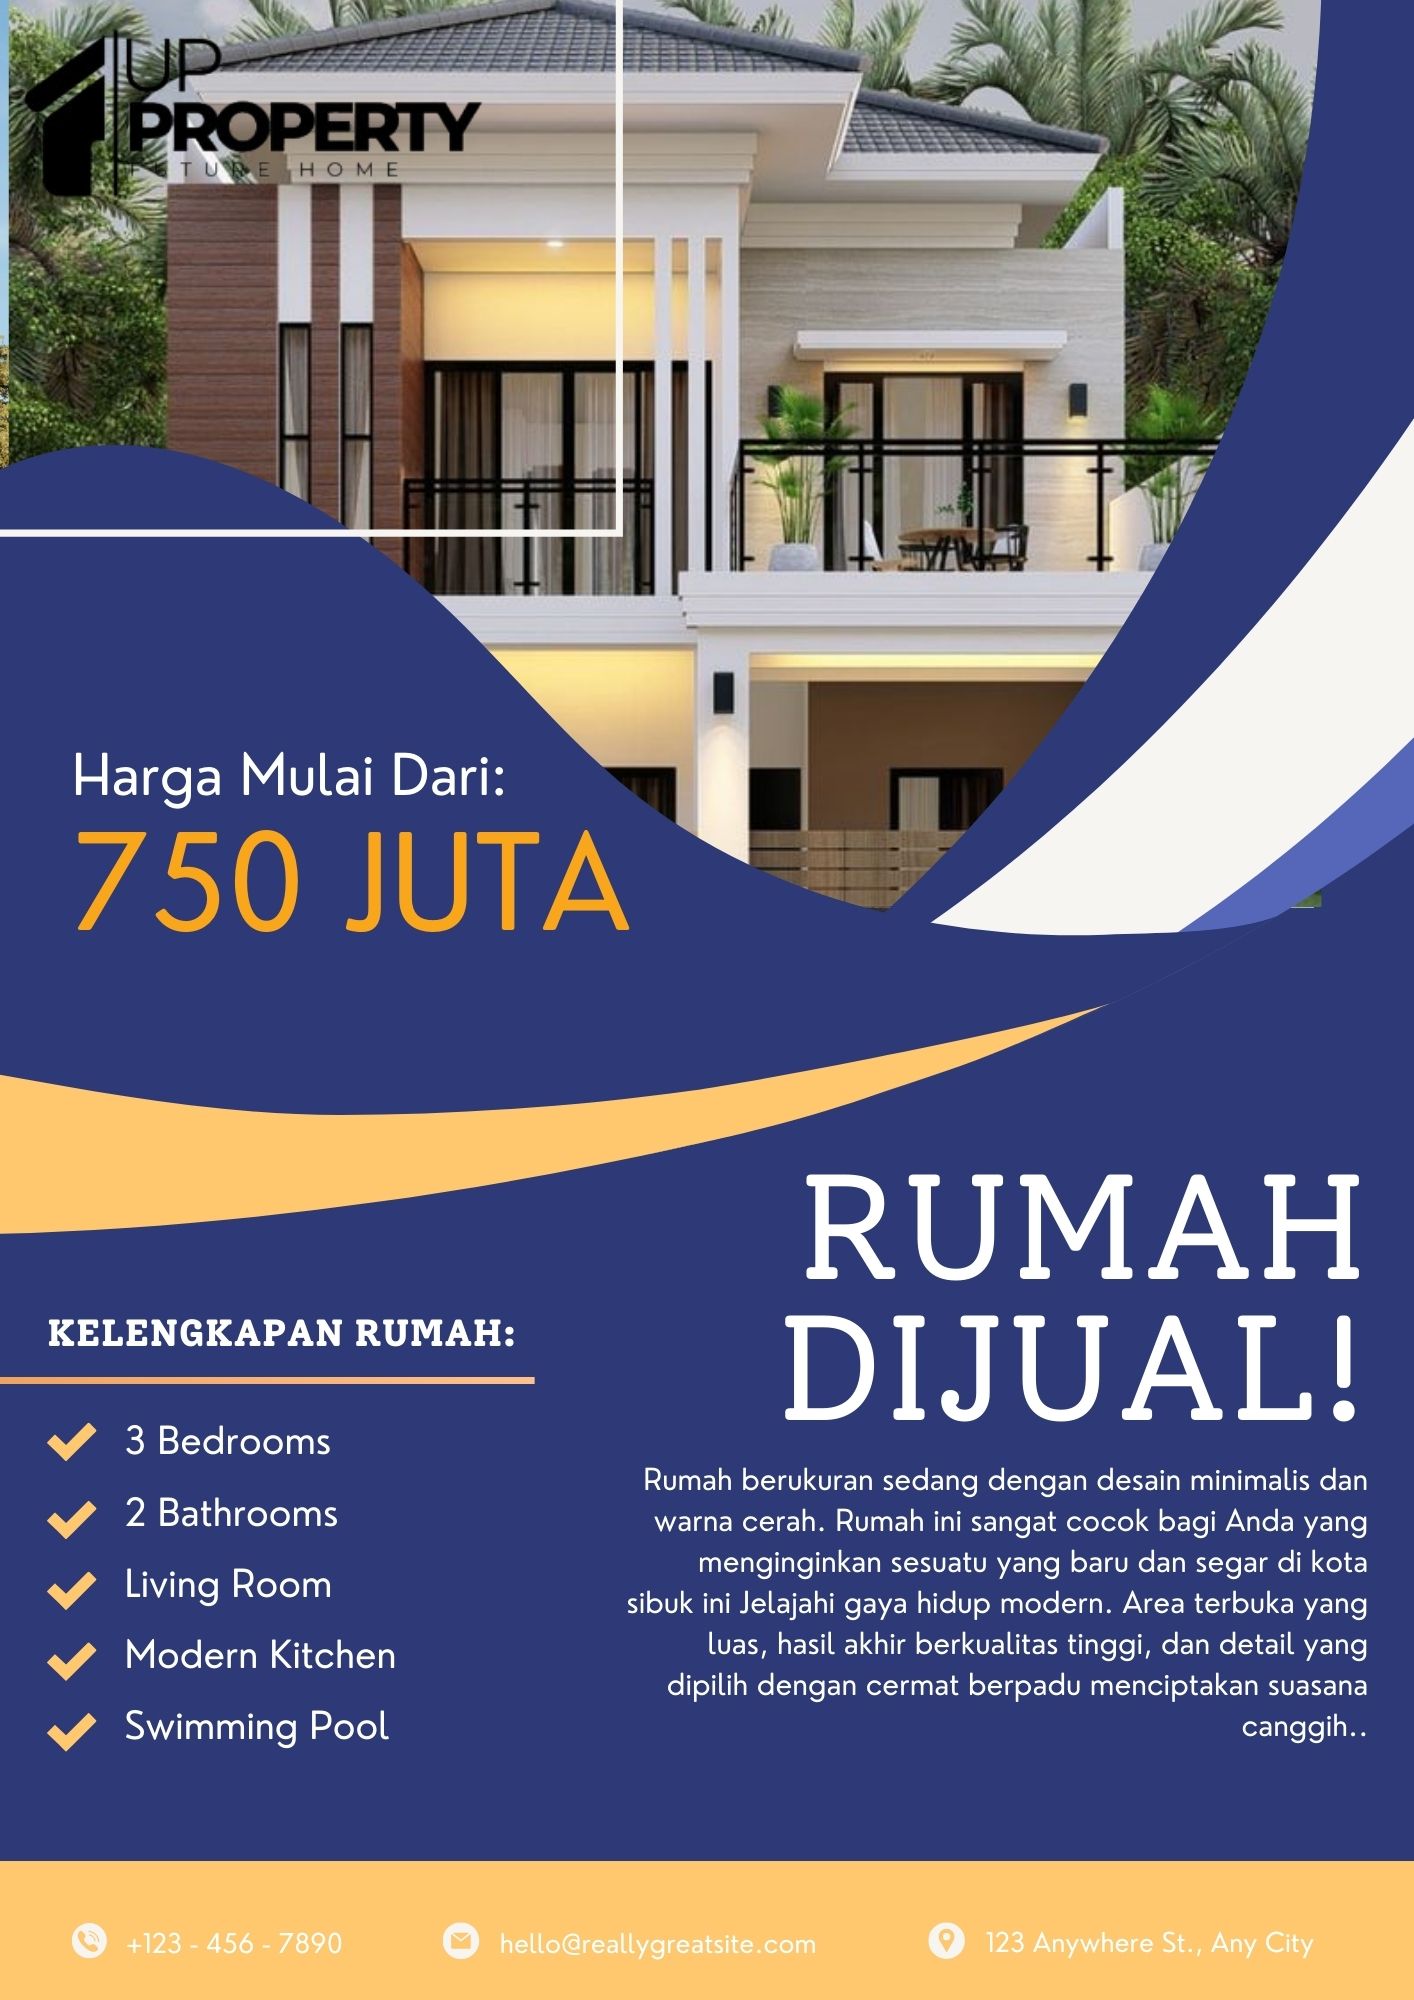 UP
PROPERTY
FUTURE HOME
Harga Mulai Dari:
750 JUTA
RUMAH
DIJUAL!
KELENGKAPAN RUMAH:
3 Bedrooms
2 Bathrooms
Living Room
Modern Kitchen
Swimming Pool
Rumah berukuran sedang dengan desain minimalis dan
warna cerah. Rumah ini sangat cocok bagi Anda yang
menginginkan sesuatu yang baru dan segar di kota
sibuk ini Jelajahi gaya hidup modern. Area terbuka yang
luas, hasil akhir berkualitas tinggi, dan detail yang
dipilih dengan cermat berpadu menciptakan suasana
canggih..
+123 - 456 - 7890
hello@reallygreatsite.com
123 Anywhere St., Any City